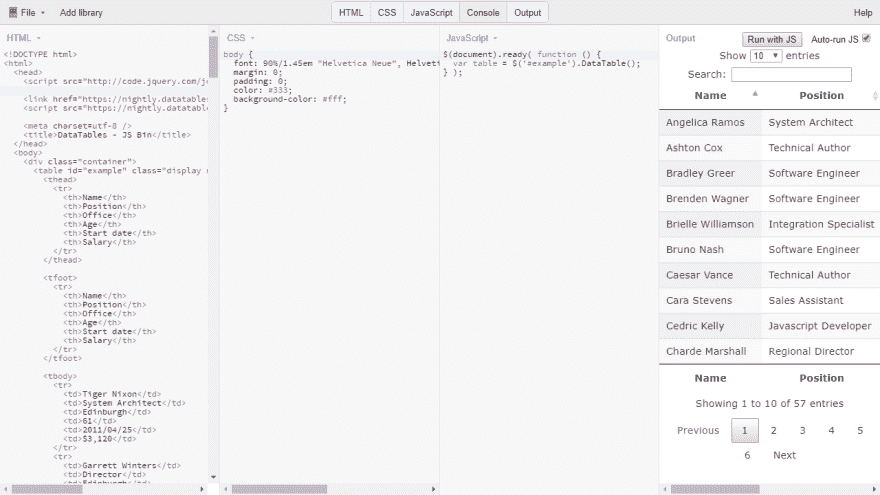 File
Add library
HTML
CSS
JavaScript
Console
Output
Help
HTML
<!DOCTYPE html>
<html>
<head>
<script src="http://code.jquery.com/j
<link href="https://nightly.datatables
<script src="https://nightly.datatabl
<meta charset=utf-8 />
<title>DataTables - JS Bin</title>
</head>
<body>
<div class="container">
<table id="example" class="display n
<thead>
<tr>
<th>Name</th>
<th>Position</th>
<th>Office</th>
<th>Age</th>
<th>Start date</th>
<th>Salary</th>
</tr>
</thead>
<tfoot>
<tr>
<th>Name</th>
<th>Position</th>
<th>Office</th>
<th>Age</th>
<th>Start date</th>
<th>Salary</th>
</tr>
</tfoot>
<tbody>
<tr>
<td>Tiger Nixon</td>
<td>System Architect</td>
<td>Edinburgh</td>
<td>61</td>
<td>2011/04/25</td>
<td>$3,120</td>
</tr>
<tr>
<td>Garrett Winters</td>
<td>Director</td>
<td>Edinburgh</td>
CSS
body {
font: 90%/1.45em "Helvetica Neue", Helveti
margin: 0;
padding: 0;
color: #333;
background-color: #fff;
}
JavaScript
$(document).ready( function () {
var table = $('#example').DataTable();
} );
Output
Run with JS
Auto-run JS
Show 10 entries
Search:
Name Position
Angelica Ramos System Architect
Ashton Cox Technical Author
Bradley Greer Software Engineer
Brenden Wagner Software Engineer
Brielle Williamson Integration Specialist
Bruno Nash Software Engineer
Caesar Vance Technical Author
Cara Stevens Sales Assistant
Cedric Kelly Javascript Developer
Charde Marshall Regional Director
Name Position
Showing 1 to 10 of 57 entries
Previous 1 2 3 4 5
6 Next